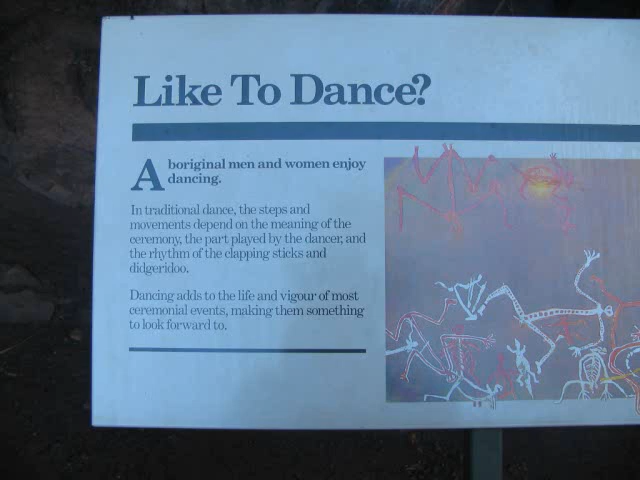 Like To Dance?
Aboriginal men and women enjoy
dancing.
In traditional dance, the steps and
movements depend on the meaning of the
ceremony, the part played by the dancer, and
the rhythm of the clapping sticks and
didgeridoo.
Dancing adds to the life and vigour of most
ceremonial events, making them something
to look forward to.